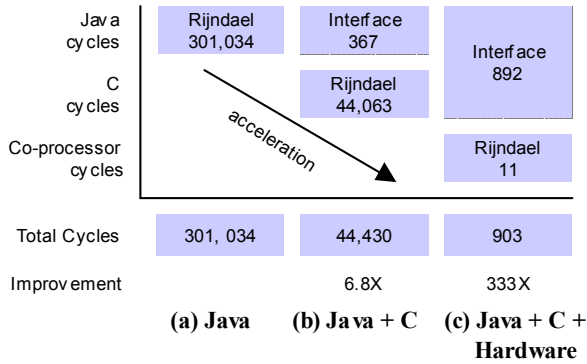 Java cycles
Rijndael 301,034
Interface 367
Interface 892
C cycles
Rijndael 44,063
acceleration
Co-processor cycles
Rijndael 11
Total Cycles 301, 034 44,430 903
Improvement 6.8X 333X
(a) Java (b) Java + C (c) Java + C +
Hardware